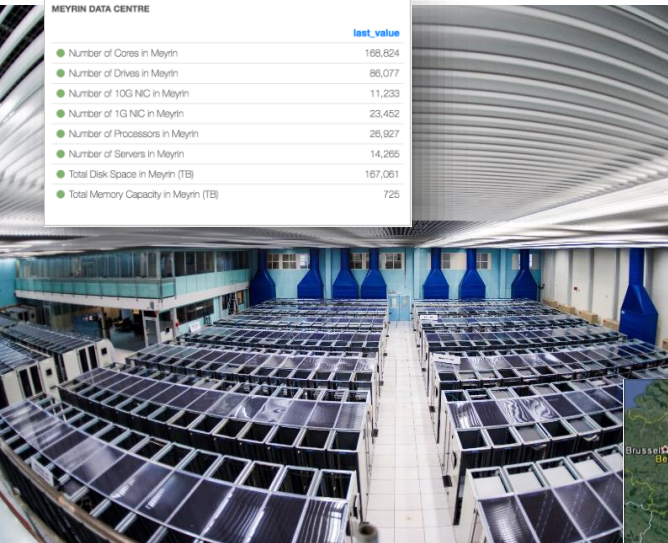 MEYRIN DATA CENTRE
last_value
Number of Cores in Meyrin 168,824
Number of Drives in Meyrin 86,077
Number of 10G NIC in Meyrin 11,233
Number of 1G NIC in Meyrin 23,452
Number of Processors in Meyrin 26,927
Number of Servers in Meyrin 14,265
Total Disk Space in Meyrin (TB) 167,061
Total Memory Capacity in Meyrin (TB) 725
Brussel
Be